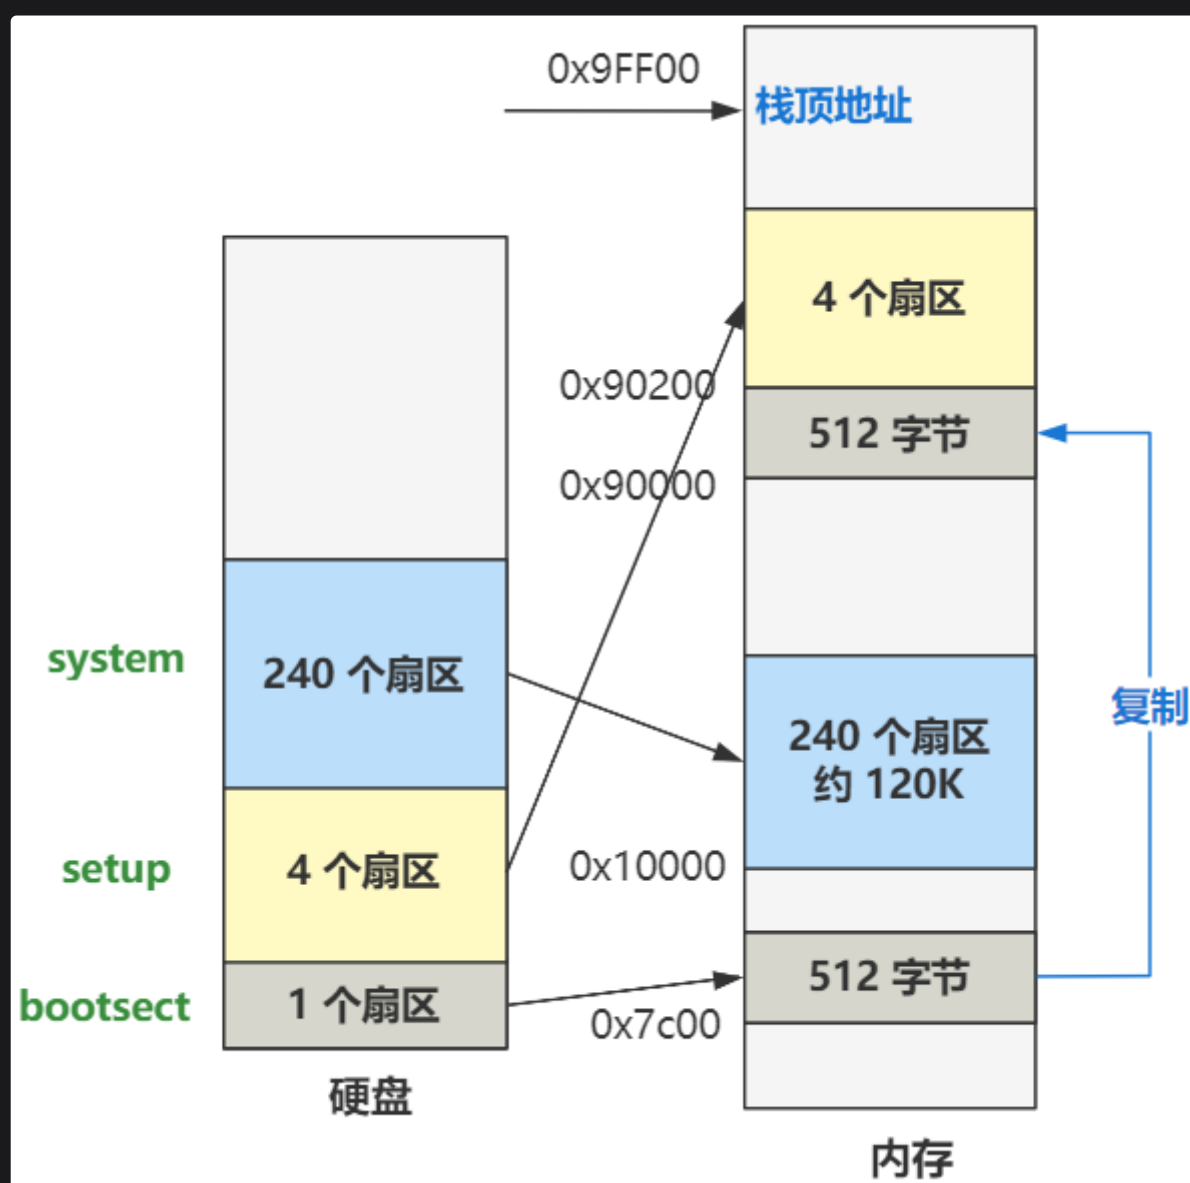 0x9FF00
栈顶地址
4 个扇区
0x90200
512 字节
0x90000
system
240 个扇区
240 个扇区
约 120K
复制
setup
4 个扇区
0x10000
bootsect
1 个扇区
512 字节
0x7c00
硬盘
内存